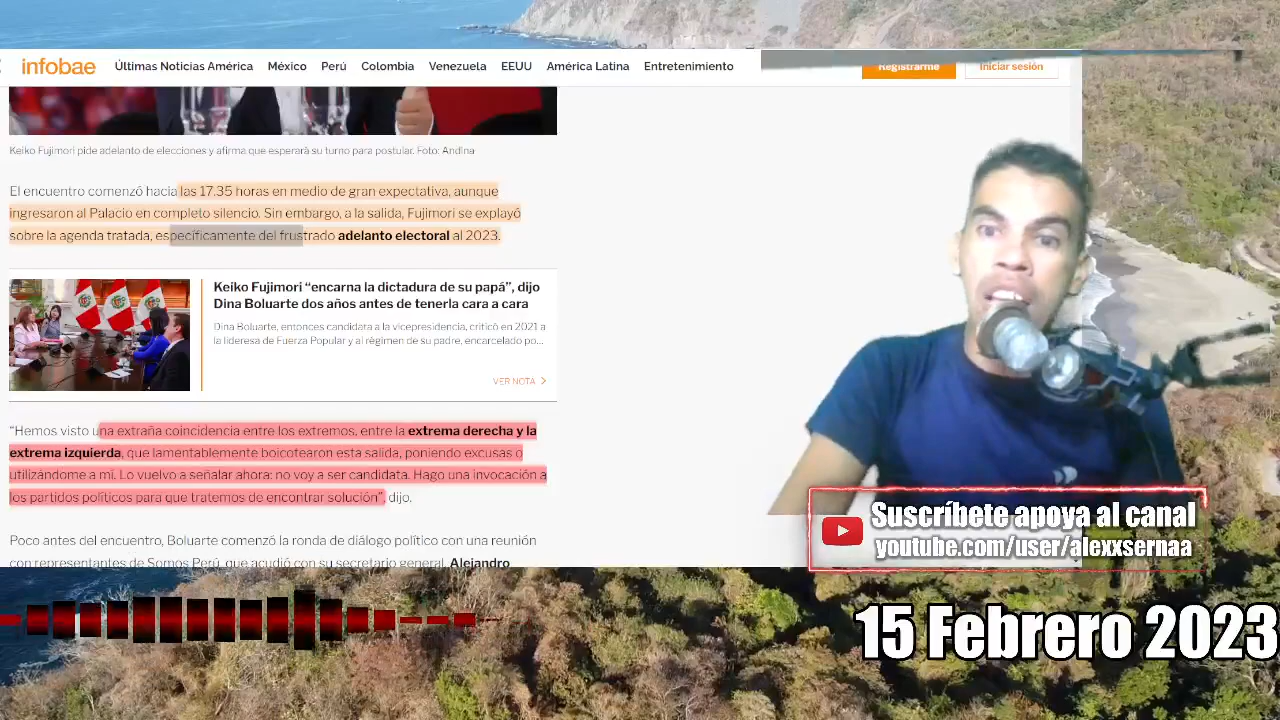 infobae Últimas Noticias América México Perú Colombia Venezuela EEUU América Latina Entretenimiento Registrarme Iniciar sesión
Keiko Fujimori pide adelanto de elecciones y afirma que esperará su turno para postular. Foto: Andina
El encuentro comenzó hacia las 17.35 horas en medio de gran expectativa, aunque
ingresaron al Palacio en completo silencio. Sin embargo, a la salida, Fujimori se explayó
sobre la agenda tratada, específicamente del frustrado adelanto electoral al 2023.
Keiko Fujimori “encarna la dictadura de su papá”, dijo
Dina Boluarte dos años antes de tenerla cara a cara
Dina Boluarte, entonces candidata a la vicepresidencia, criticó en 2021 a
la lideresa de Fuerza Popular y al régimen de su padre, encarcelado po...
VER NOTA
“Hemos visto una extraña coincidencia entre los extremos, entre la extrema derecha y la
extrema izquierda, que lamentablemente boicotearon esta salida, poniendo excusas o
utilizándome a mí. Lo vuelvo a señalar ahora: no voy a ser candidata. Hago una invocación a
los partidos políticos para que tratemos de encontrar solución”, dijo.
Poco antes del encuentro, Boluarte comenzó la ronda de diálogo político con una reunión
con representantes de Somos Perú, que acudió con su secretario general, Alejandro
Suscríbete apoya al canal
youtube.com/user/alexxsernaa
15 Febrero 2023